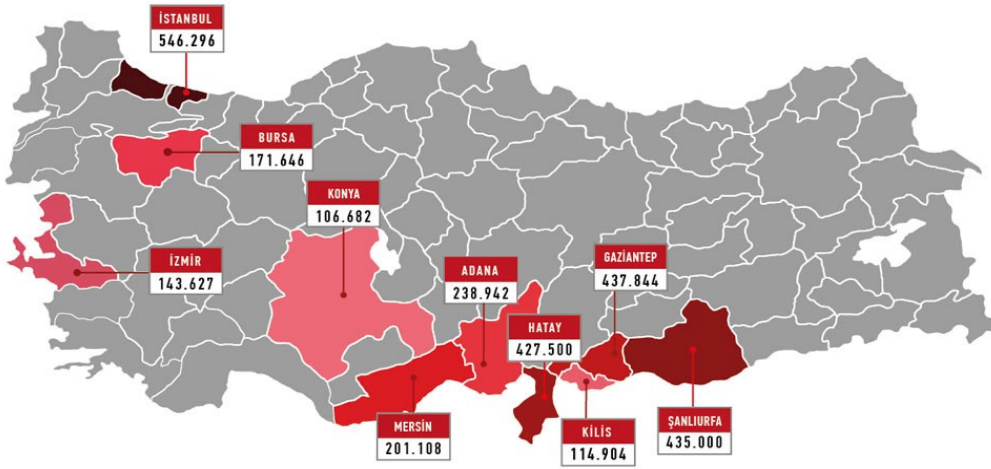 İSTANBUL
546.296
BURSA
171.646
KONYA
106.682
İZMİR
143.627
ADANA
238.942
GAZİANTEP
437.844
HATAY
427.500
MERSİN
201.108
KİLİS
114.904
ŞANLIURFA
435.000